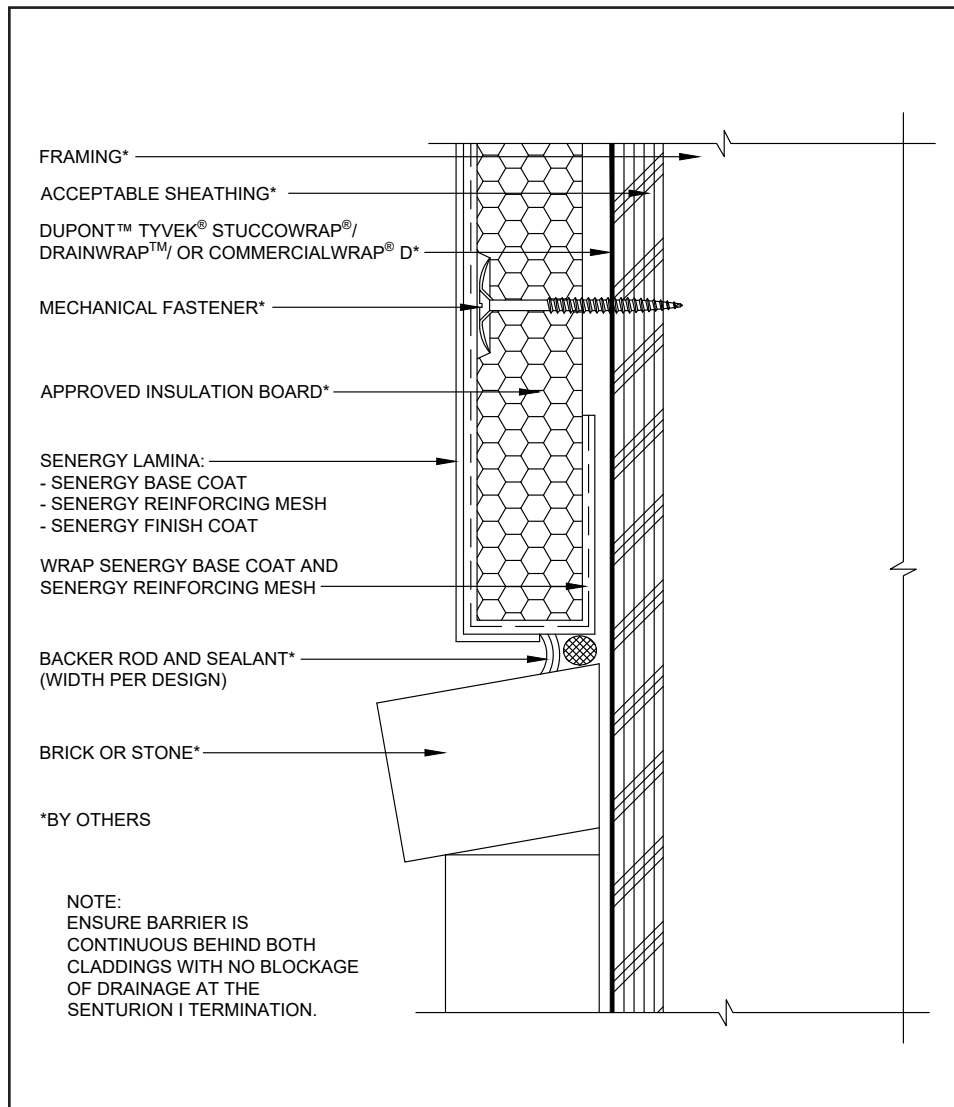 FRAMING*
ACCEPTABLE SHEATHING*
DUPONT™ TYVEK® STUCCOWRAP®/
DRAINWRAP™/ OR COMMERCIALWRAP® D*
MECHANICAL FASTENER*
APPROVED INSULATION BOARD*
SENERGY LAMINA:
- SENERGY BASE COAT
- SENERGY REINFORCING MESH
- SENERGY FINISH COAT
WRAP SENERGY BASE COAT AND
SENERGY REINFORCING MESH
BACKER ROD AND SEALANT*
(WIDTH PER DESIGN)
BRICK OR STONE*
*BY OTHERS
NOTE:
ENSURE BARRIER IS
CONTINUOUS BEHIND BOTH
CLADDINGS WITH NO BLOCKAGE
OF DRAINAGE AT THE
SENTURION I TERMINATION.